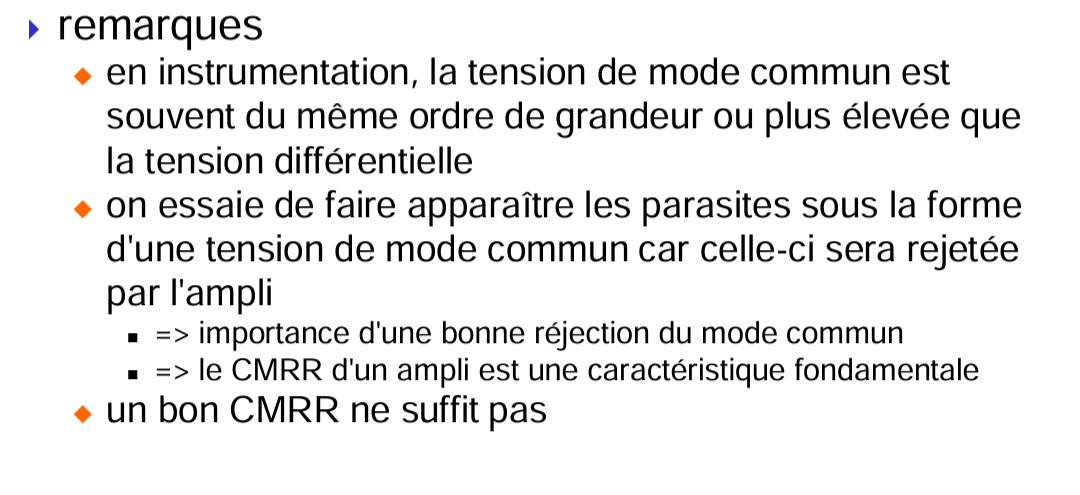 remarques
en instrumentation, la tension de mode commun est
souvent du même ordre de grandeur ou plus élevée que
la tension différentielle
on essaie de faire apparaître les parasites sous la forme
d'une tension de mode commun car celle-ci sera rejetée
par l'ampli
=> importance d'une bonne réjection du mode commun
=> le CMRR d'un ampli est une caractéristique fondamentale
un bon CMRR ne suffit pas